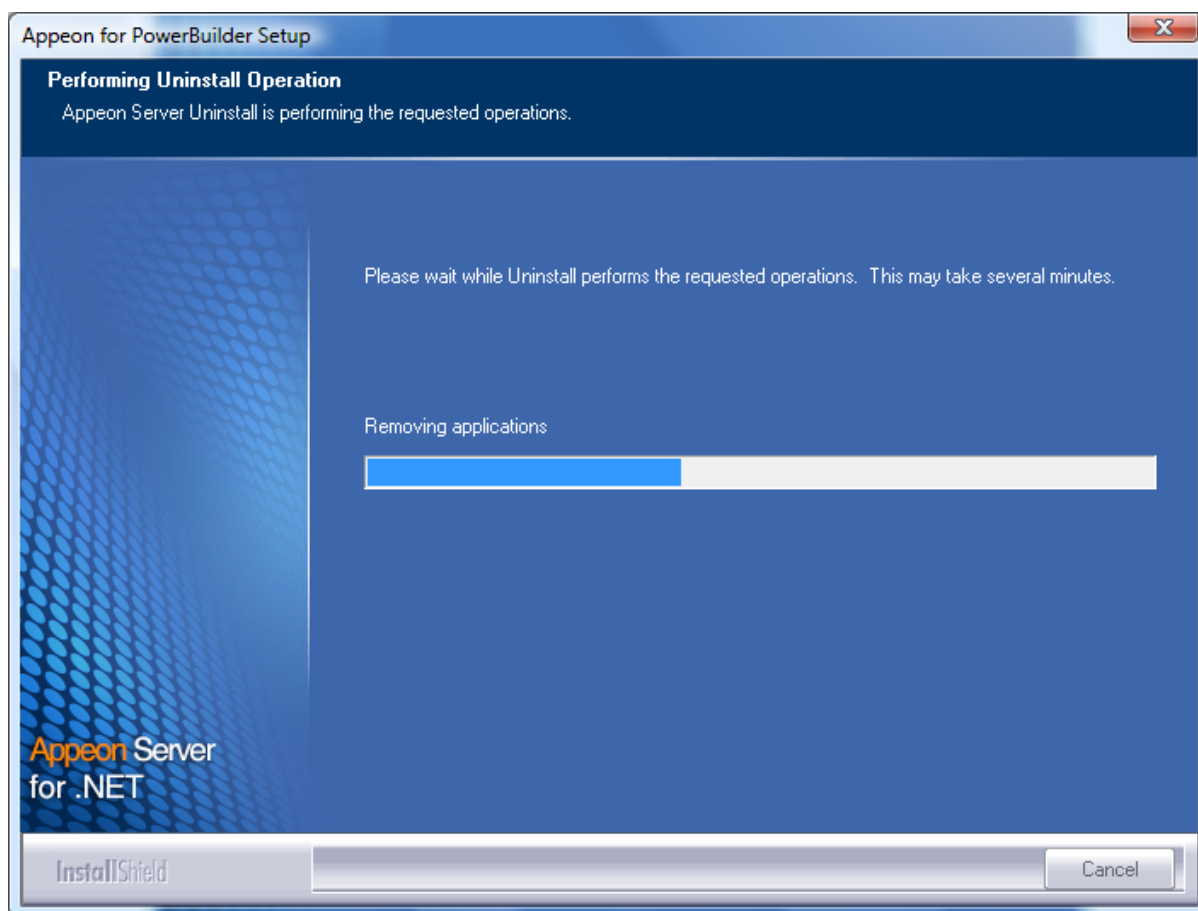 Appeon for PowerBuilder Setup
Performing Uninstall Operation
Appeon Server Uninstall is performing the requested operations.
Please wait while Uninstall performs the requested operations. This may take several minutes.
Removing applications
Appeon Server
for .NET
InstallShield
Cancel